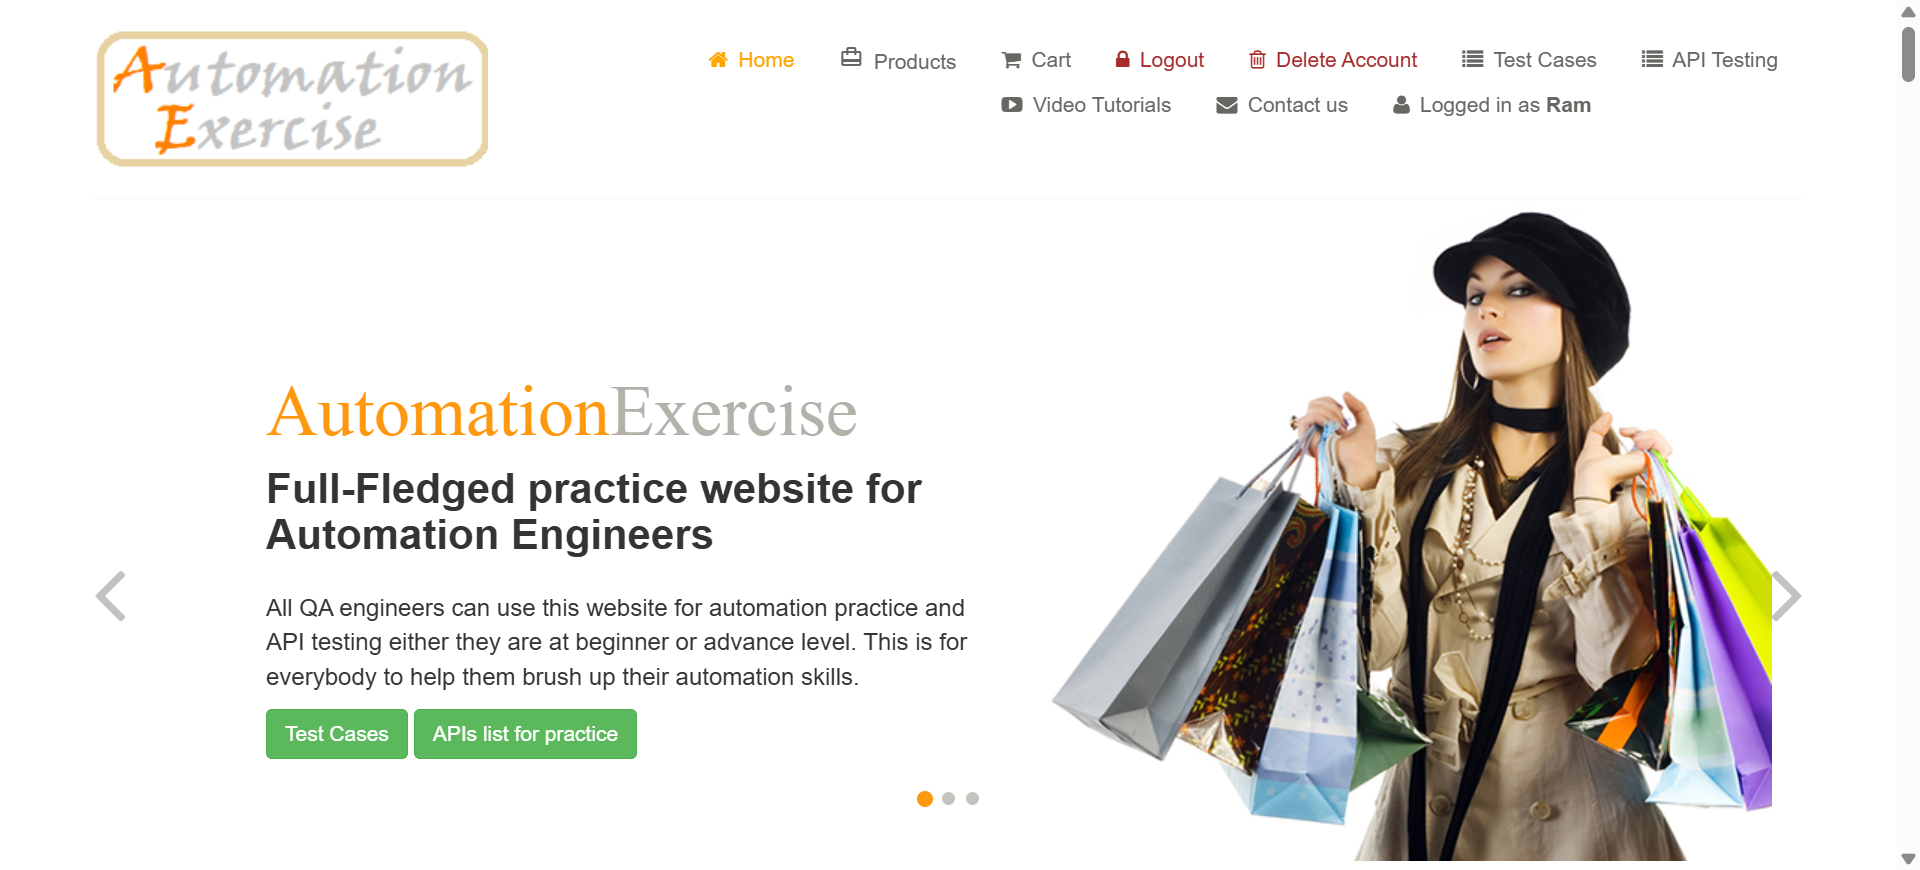 Automation
Exercise
Home Products Cart Logout Delete Account Test Cases API Testing
Video Tutorials Contact us Logged in as Ram
AutomationExercise
Full-Fledged practice website for
Automation Engineers
All QA engineers can use this website for automation practice and
API testing either they are at beginner or advance level. This is for
everybody to help them brush up their automation skills.
Test Cases APIs list for practice